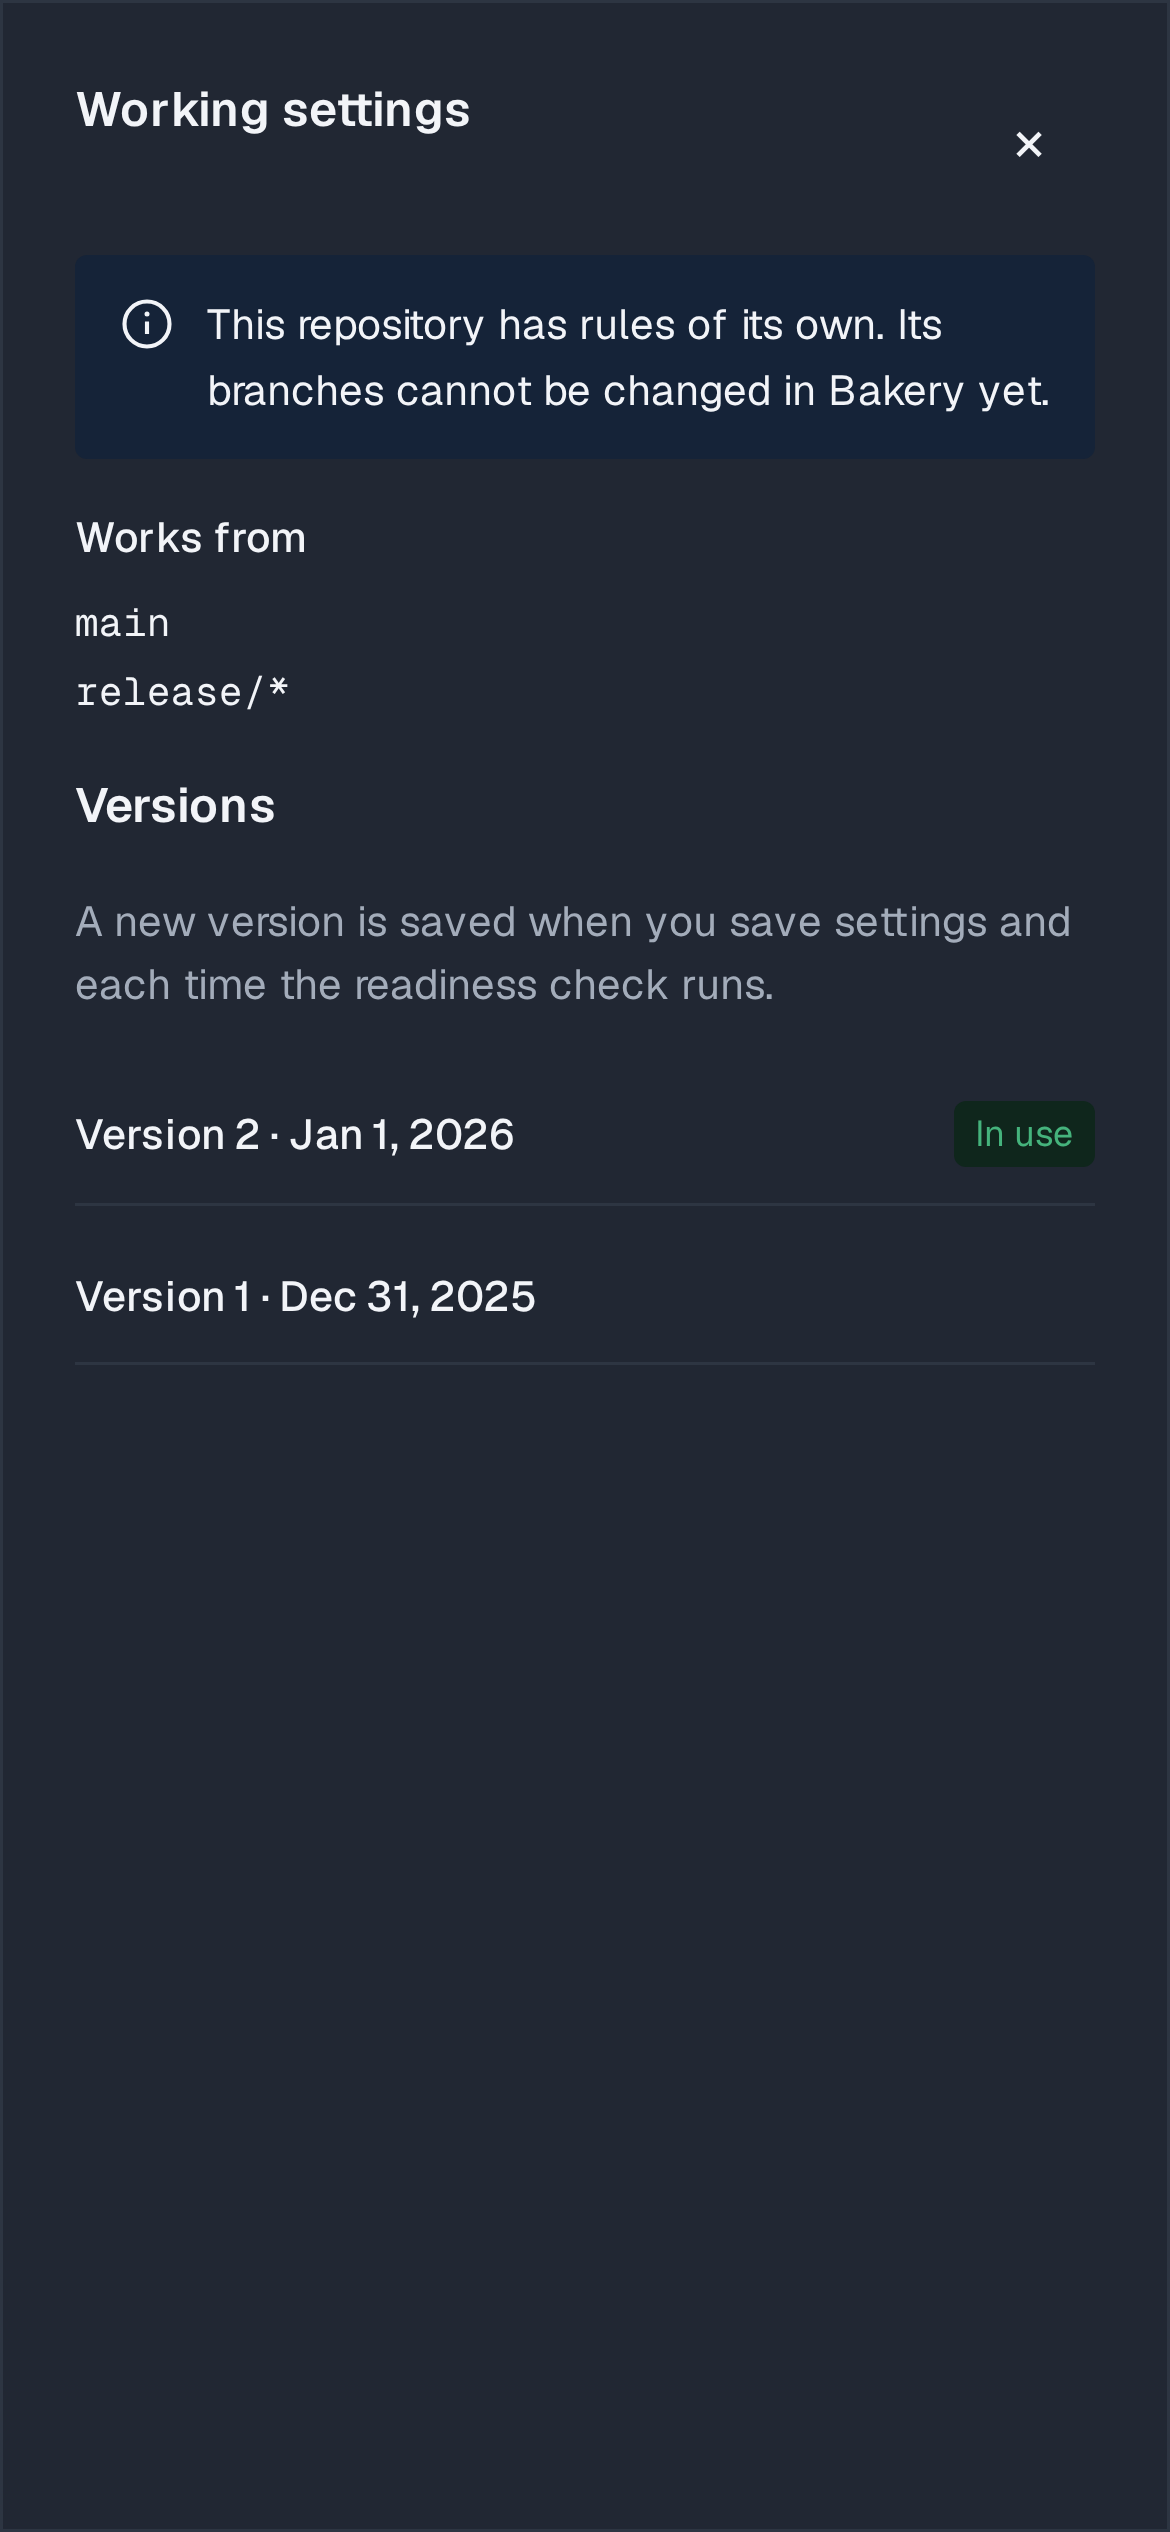 Working settings
This repository has rules of its own. Its
branches cannot be changed in Bakery yet.
Works from
main
release/*
Versions
A new version is saved when you save settings and
each time the readiness check runs.
Version 2 · Jan 1, 2026
In use
Version 1 · Dec 31, 2025